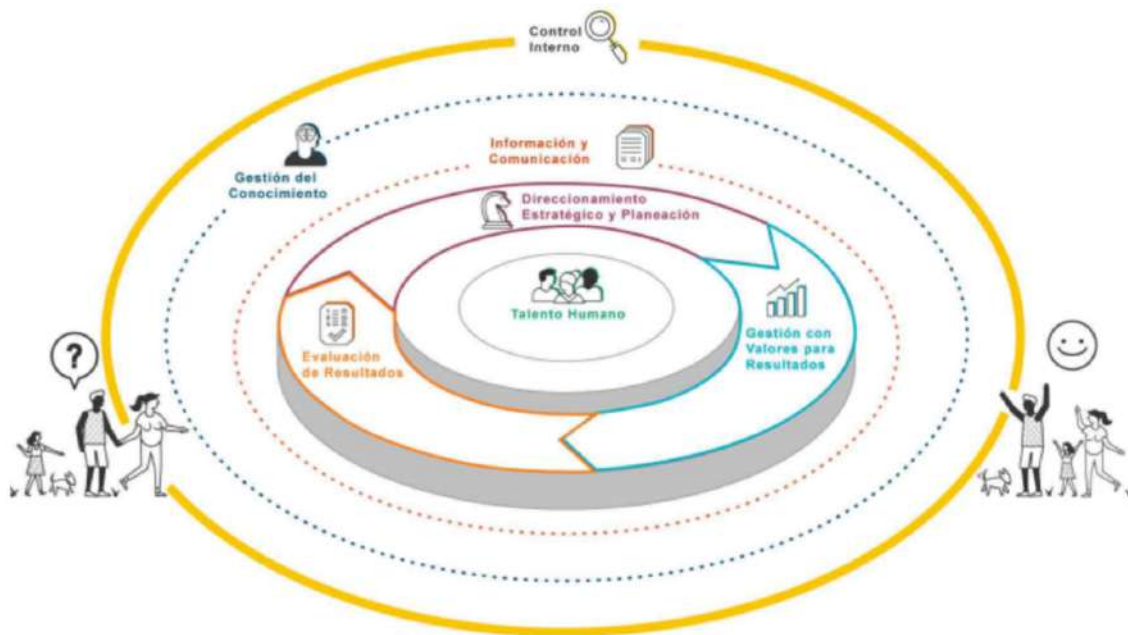 Control
Interno
Información y
Comunicación
Gestión del
Conocimiento
Direccionamiento
Estratégico y Planeación
Talento Humano
Gestión con
Valores para
Resultados
Evaluación
de Resultados
?